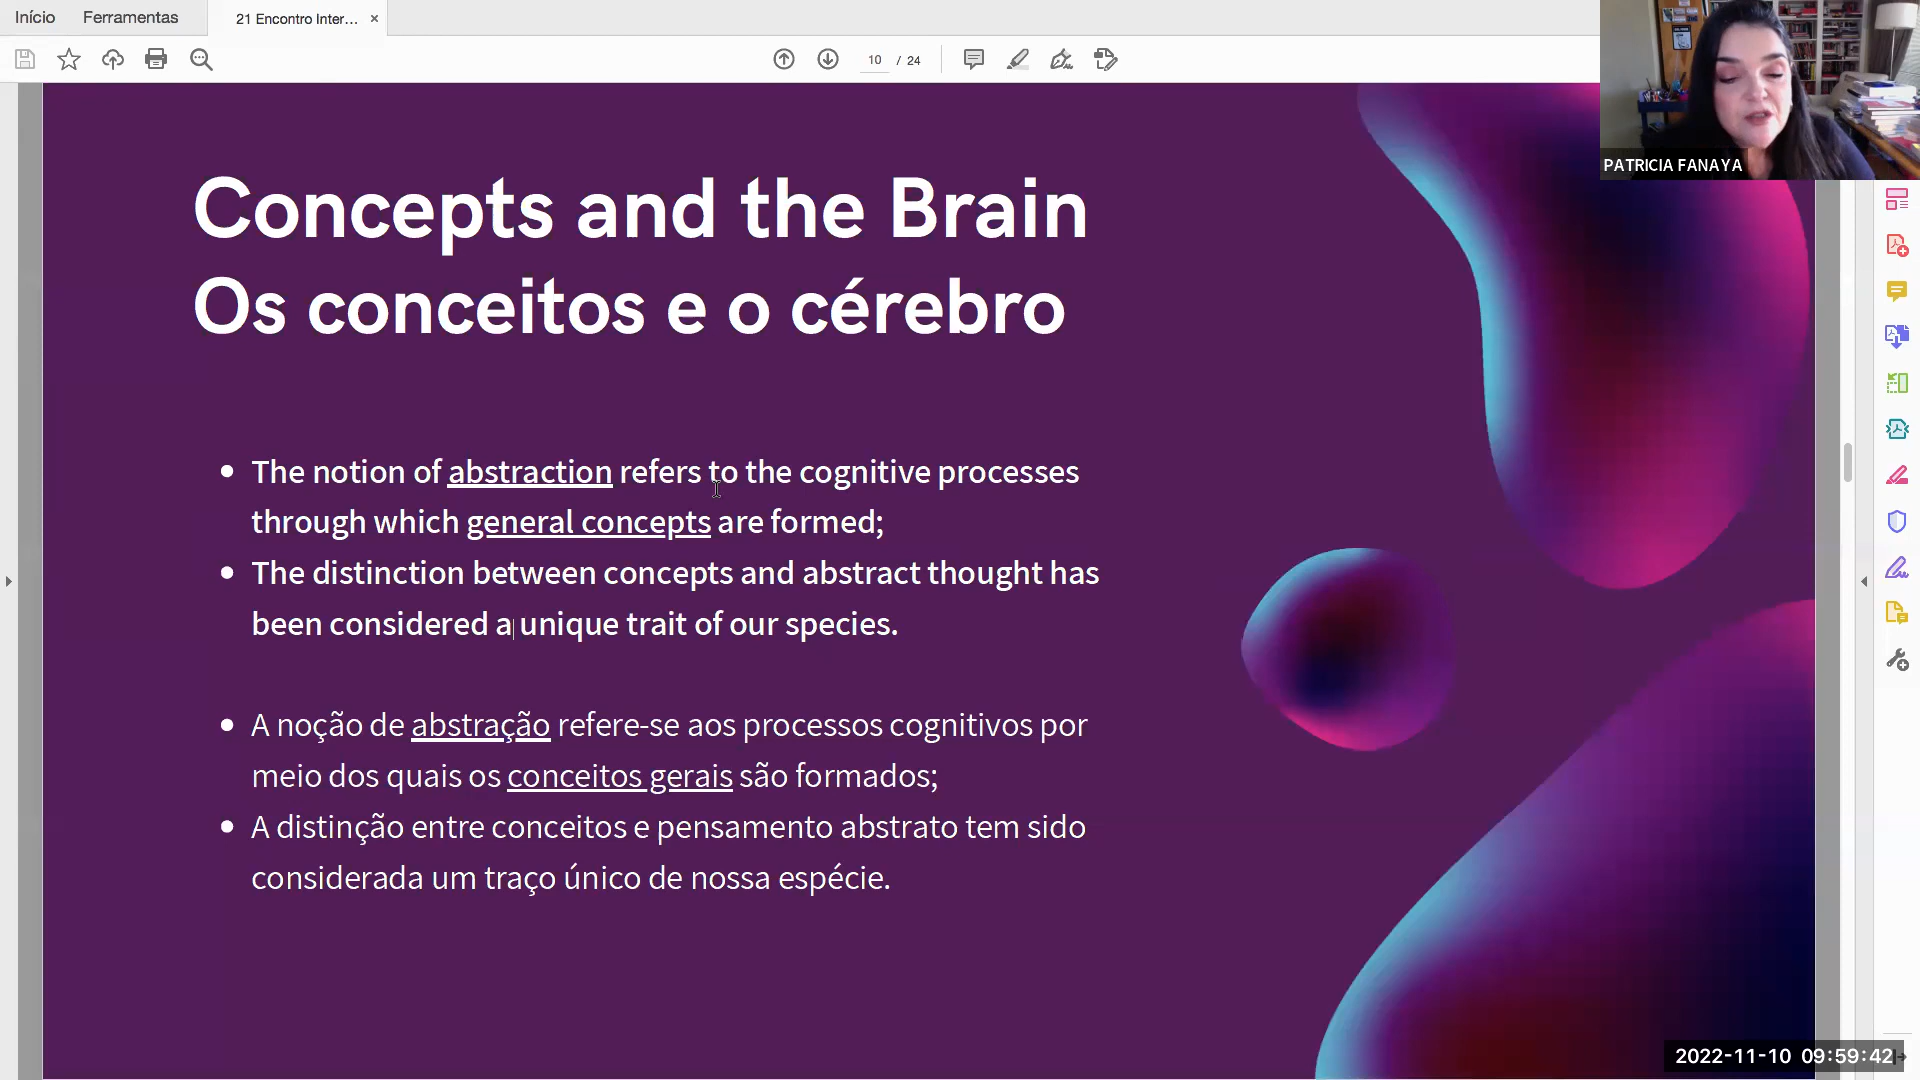 Início
Ferramentas
21 Encontro Inter...
10 / 24
PATRICIA FANAYA
Concepts and the Brain
Os conceitos e o cérebro
The notion of abstraction refers to the cognitive processes
through which general concepts are formed;
The distinction between concepts and abstract thought has
been considered a unique trait of our species.
A noção de abstração refere-se aos processos cognitivos por
meio dos quais os conceitos gerais são formados;
A distinção entre conceitos e pensamento abstrato tem sido
considerada um traço único de nossa espécie.
2022-11-10 09:59:42